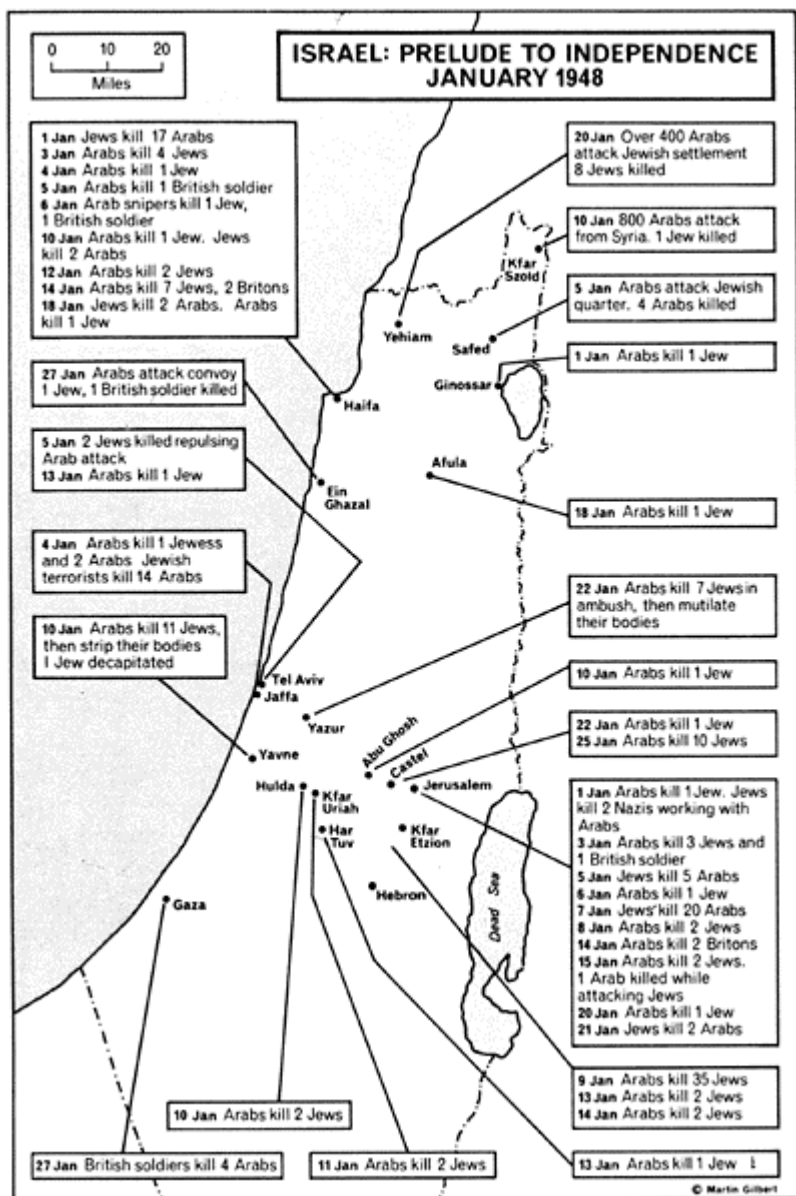 0 10 20
Miles
ISRAEL: PRELUDE TO INDEPENDENCE
JANUARY 1948
1 Jan Jews kill 17 Arabs
3 Jan Arabs kill 4 Jews
4 Jan Arabs kill 1 Jew
5 Jan Arabs kill 1 British soldier
6 Jan Arab snipers kill 1 Jew,
1 British soldier
10 Jan Arabs kill 1 Jew. Jews
kill 2 Arabs
12 Jan Arabs kill 2 Jews
14 Jan Arabs kill 7 Jews, 2 Britons
18 Jan Jews kill 2 Arabs. Arabs
kill 1 Jew
20 Jan Over 400 Arabs
attack Jewish settlement
8 Jews killed
10 Jan 800 Arabs attack
from Syria. 1 Jew killed
Kfar
Szold
5 Jan Arabs attack Jewish
quarter. 4 Arabs killed
Yehiam
Safed
1 Jan Arabs kill 1 Jew
Ginossar
27 Jan Arabs attack convoy
1 Jew, 1 British soldier killed
Haifa
5 Jan 2 Jews killed repulsing
Arab attack
13 Jan Arabs kill 1 Jew
Afula
Ein
Ghazal
18 Jan Arabs kill 1 Jew
4 Jan Arabs kill 1 Jewess
and 2 Arabs Jewish
terrorists kill 14 Arabs
22 Jan Arabs kill 7 Jews in
ambush, then mutilate
their bodies
10 Jan Arabs kill 11 Jews,
then strip their bodies
1 Jew decapitated
Tel Aviv
Jaffa
10 Jan Arabs kill 1 Jew
Yazur
22 Jan Arabs kill 1 Jew
25 Jan Arabs kill 10 Jews
Yavne
Abu Ghosh
Castel
Jerusalem
Hulda
Kfar
Uriah
Har
Tuv
Kfar
Etzion
1 Jan Arabs kill 1 Jew. Jews
kill 2 Nazis working with
Arabs
3 Jan Arabs kill 3 Jews and
1 British soldier
5 Jan Jews kill 5 Arabs
6 Jan Arabs kill 1 Jew
7 Jan Jews kill 20 Arabs
8 Jan Arabs kill 2 Jews
14 Jan Arabs kill 2 Britons
15 Jan Arabs kill 2 Jews.
1 Arab killed while
attacking Jews
20 Jan Arabs kill 1 Jew
21 Jan Jews kill 2 Arabs
Hebron
Gaza
Dead Sea
9 Jan Arabs kill 35 Jews
13 Jan Arabs kill 2 Jews
14 Jan Arabs kill 2 Jews
10 Jan Arabs kill 2 Jews
27 Jan British soldiers kill 4 Arabs
11 Jan Arabs kill 2 Jews
13 Jan Arabs kill 1 Jew
© Martin Gilbert